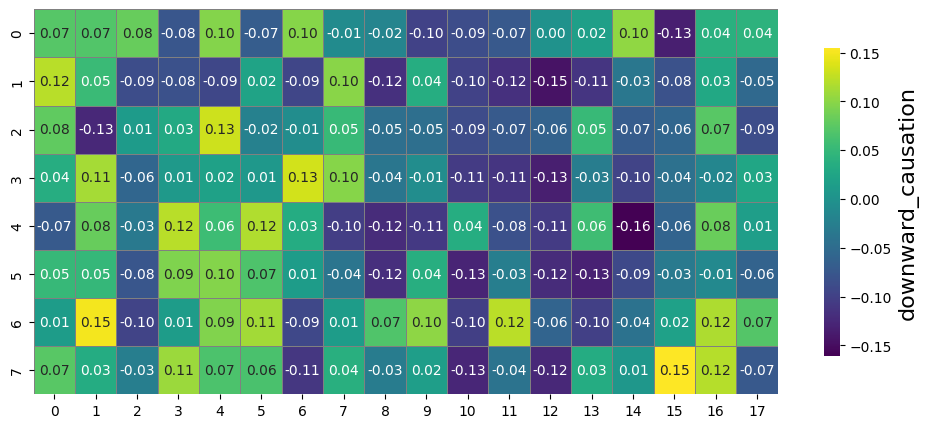 0 0.07 0.07 0.08 -0.08 0.10 -0.07 0.10 -0.01 -0.02 -0.10 -0.09 -0.07 0.00 0.02 0.10 -0.13 0.04 0.04
1 0.12 0.05 -0.09 -0.08 -0.09 0.02 -0.09 0.10 -0.12 0.04 -0.10 -0.12 -0.15 -0.11 -0.03 -0.08 0.03 -0.05
2 0.08 -0.13 0.01 0.03 0.13 -0.02 -0.01 0.05 -0.05 -0.05 -0.09 -0.07 -0.06 0.05 -0.07 -0.06 0.07 -0.09
3 0.04 0.11 -0.06 0.01 0.02 0.01 0.13 0.10 -0.04 -0.01 -0.11 -0.11 -0.13 -0.03 -0.10 -0.04 -0.02 0.03
4 -0.07 0.08 -0.03 0.12 0.06 0.12 0.03 -0.10 -0.12 -0.11 0.04 -0.08 -0.11 0.06 -0.16 -0.06 0.08 0.01
5 0.05 0.05 -0.08 0.09 0.10 0.07 0.01 -0.04 -0.12 0.04 -0.13 -0.03 -0.12 -0.13 -0.09 -0.03 -0.01 -0.06
6 0.01 0.15 -0.10 0.01 0.09 0.11 -0.09 0.01 0.07 0.10 -0.10 0.12 -0.06 -0.10 -0.04 0.02 0.12 0.07
7 0.07 0.03 -0.03 0.11 0.07 0.06 -0.11 0.04 -0.03 0.02 -0.13 -0.04 -0.12 0.03 0.01 0.15 0.12 -0.07
0 1 2 3 4 5 6 7 8 9 10 11 12 13 14 15 16 17
0.15
0.10
0.05
0.00
−0.05
−0.10
−0.15
downward_causation